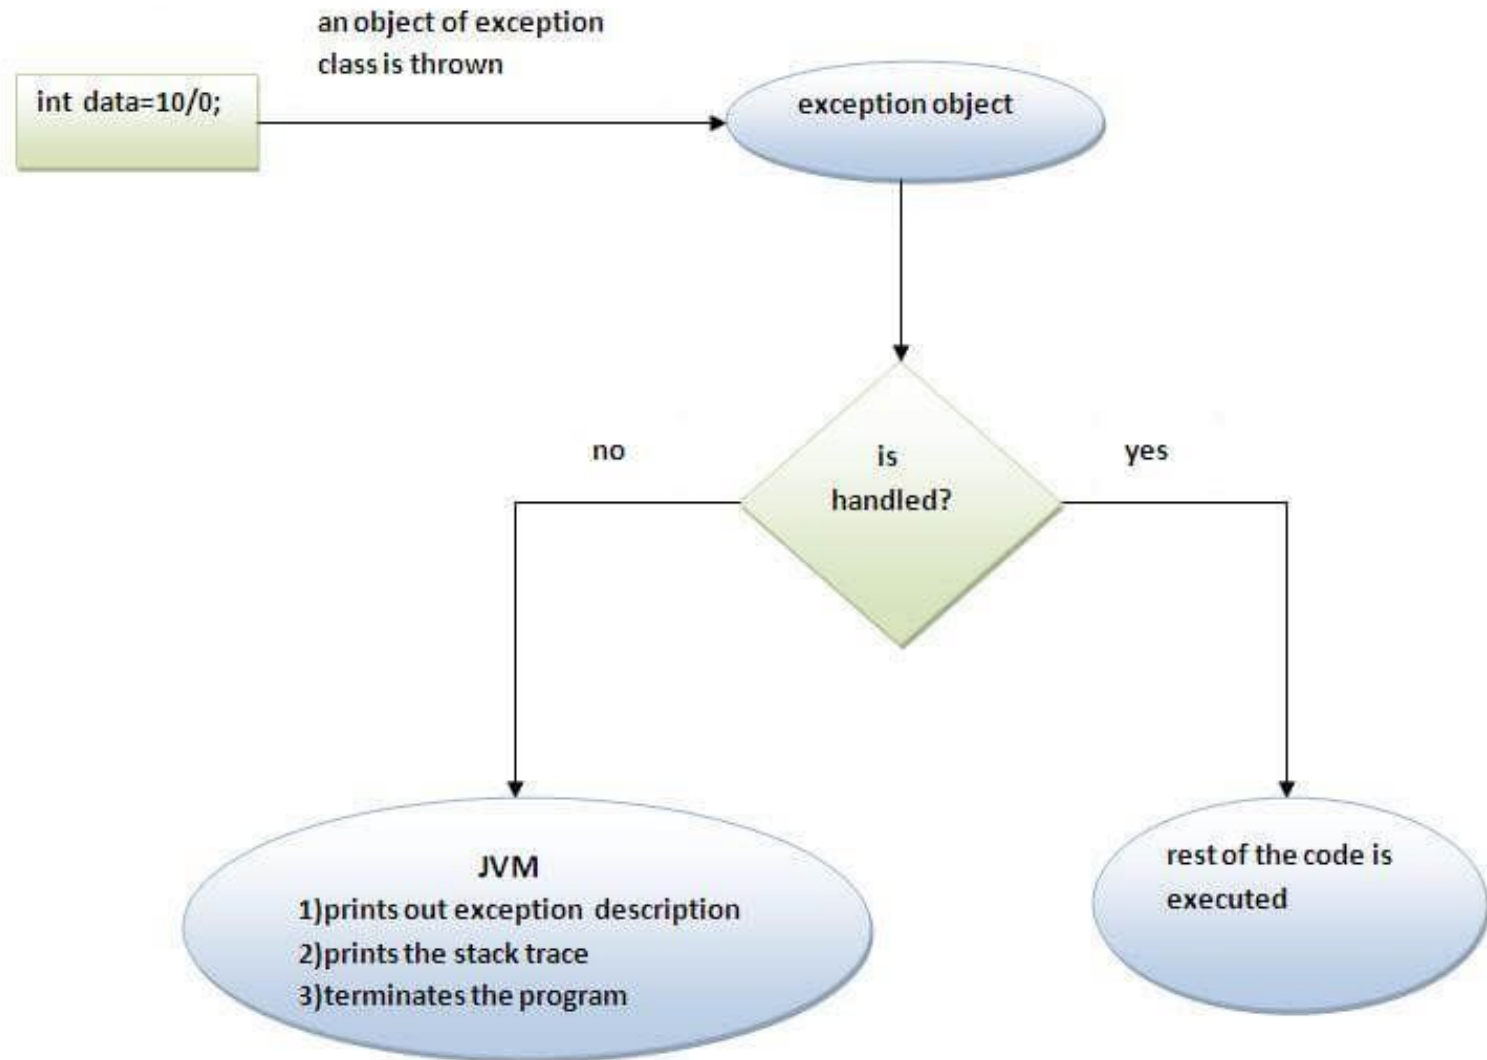 an object of exception
class is thrown
int data=10/0;
exception object
no
is
handled?
yes
JVM
1)prints out exception description
2)prints the stack trace
3)terminates the program
rest of the code is
executed